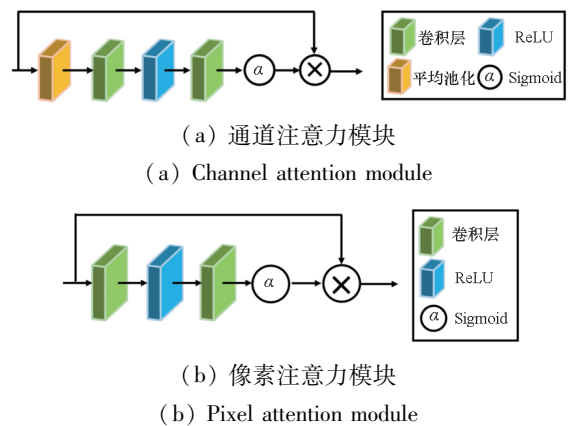 α
卷积层 ReLU
平均池化 α Sigmoid
（a）通道注意力模块
（a）Channel attention module
α
卷积层
ReLU
α Sigmoid
（b）像素注意力模块
（b）Pixel attention module